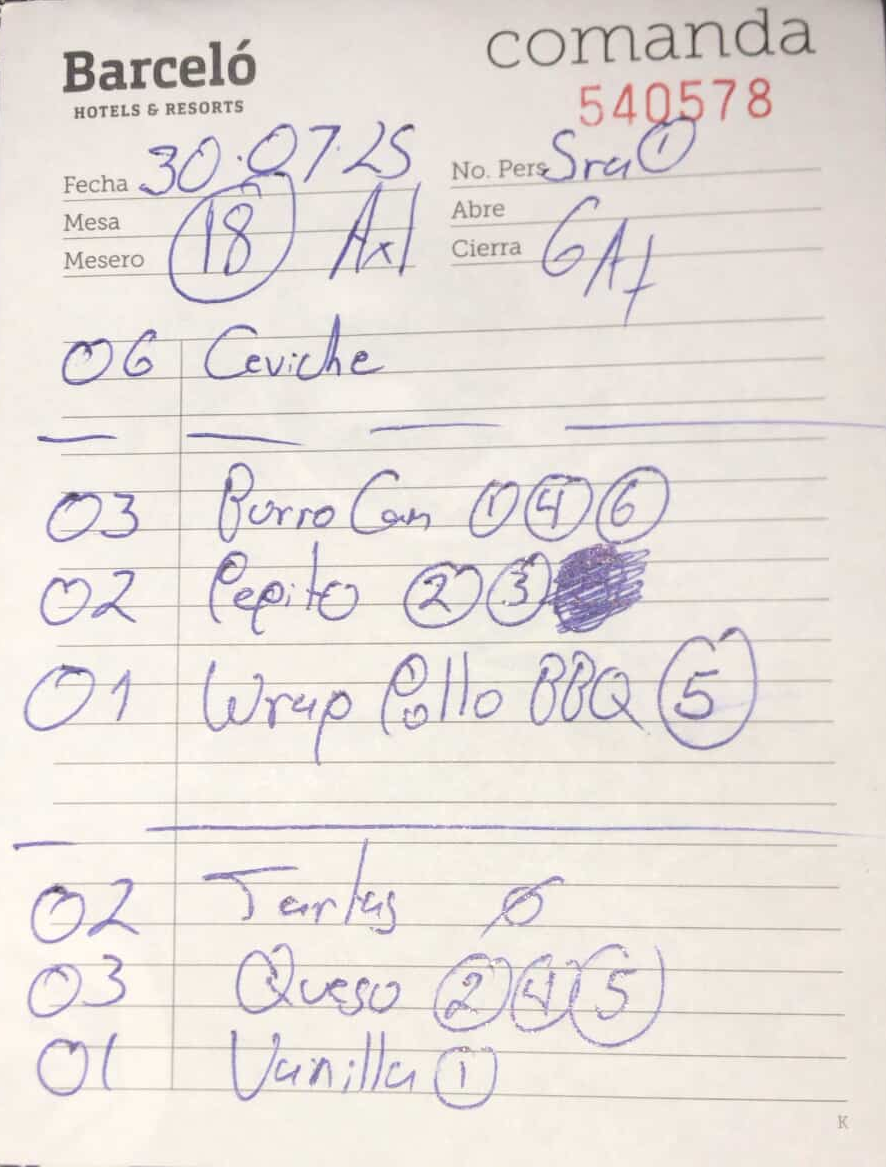 Barceló
HOTELS & RESORTS
comanda
540578
Fecha 30.07.25
No. Pers Sra 1
Mesa 18 Axl
Abre
Mesero
Cierra 6A+
06 Ceviche
03 Burro Cam 1 4 6
02 Pepito 2 3
01 Wrap Pollo BBQ 5
02 Tartas
03 Queso 2 4 5
01 Vanilla 1
K